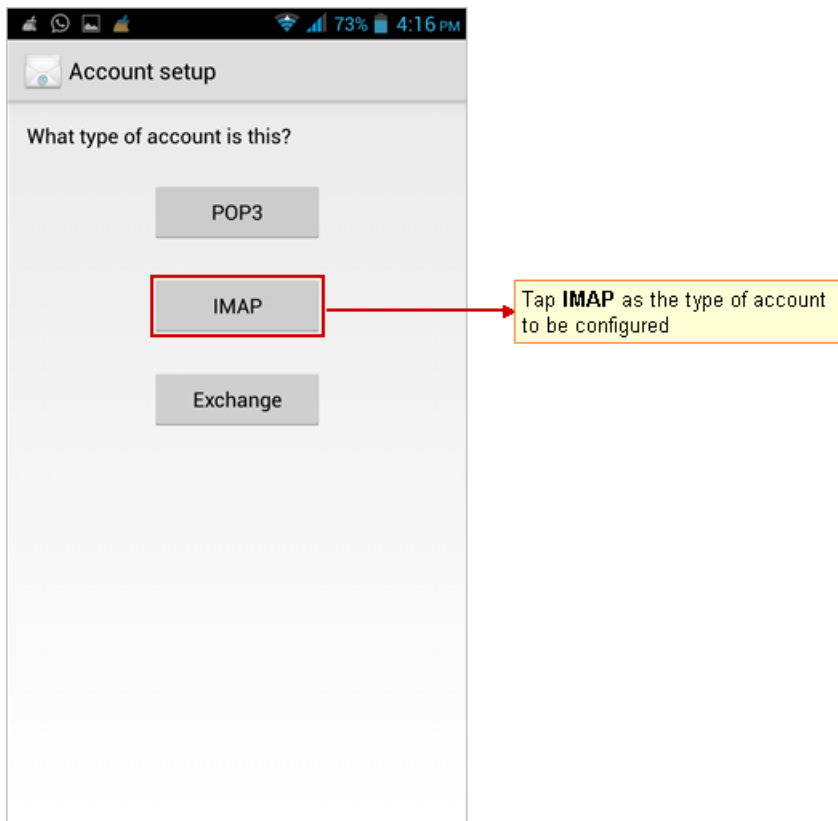 73% 4:16 PM
Account setup
What type of account is this?
POP3
IMAP
Tap IMAP as the type of account
to be configured
Exchange